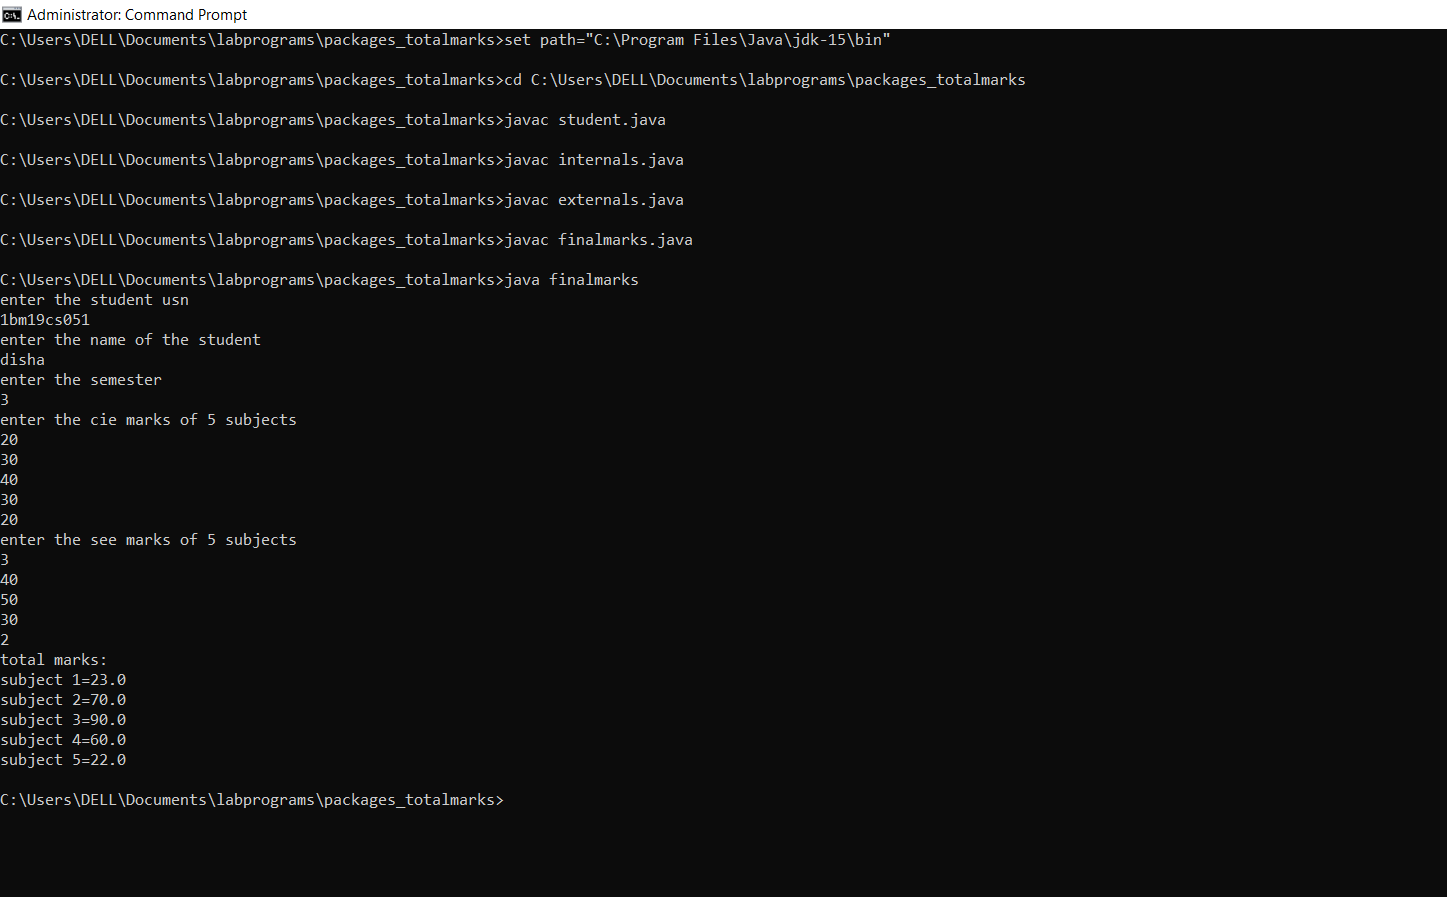 Administrator: Command Prompt
C:\Users\DELL\Documents\labprograms\packages_totalmarks>set path="C:\Program Files\Java\jdk-15\bin"
C:\Users\DELL\Documents\labprograms\packages_totalmarks>cd C:\Users\DELL\Documents\labprograms\packages_totalmarks
C:\Users\DELL\Documents\labprograms\packages_totalmarks>javac student.java
C:\Users\DELL\Documents\labprograms\packages_totalmarks>javac internals.java
C:\Users\DELL\Documents\labprograms\packages_totalmarks>javac externals.java
C:\Users\DELL\Documents\labprograms\packages_totalmarks>javac finalmarks.java
C:\Users\DELL\Documents\labprograms\packages_totalmarks>java finalmarks
enter the student usn
1bm19cs051
enter the name of the student
disha
enter the semester
3
enter the cie marks of 5 subjects
20
30
40
30
20
enter the see marks of 5 subjects
3
40
50
30
2
total marks:
subject 1=23.0
subject 2=70.0
subject 3=90.0
subject 4=60.0
subject 5=22.0
C:\Users\DELL\Documents\labprograms\packages_totalmarks>